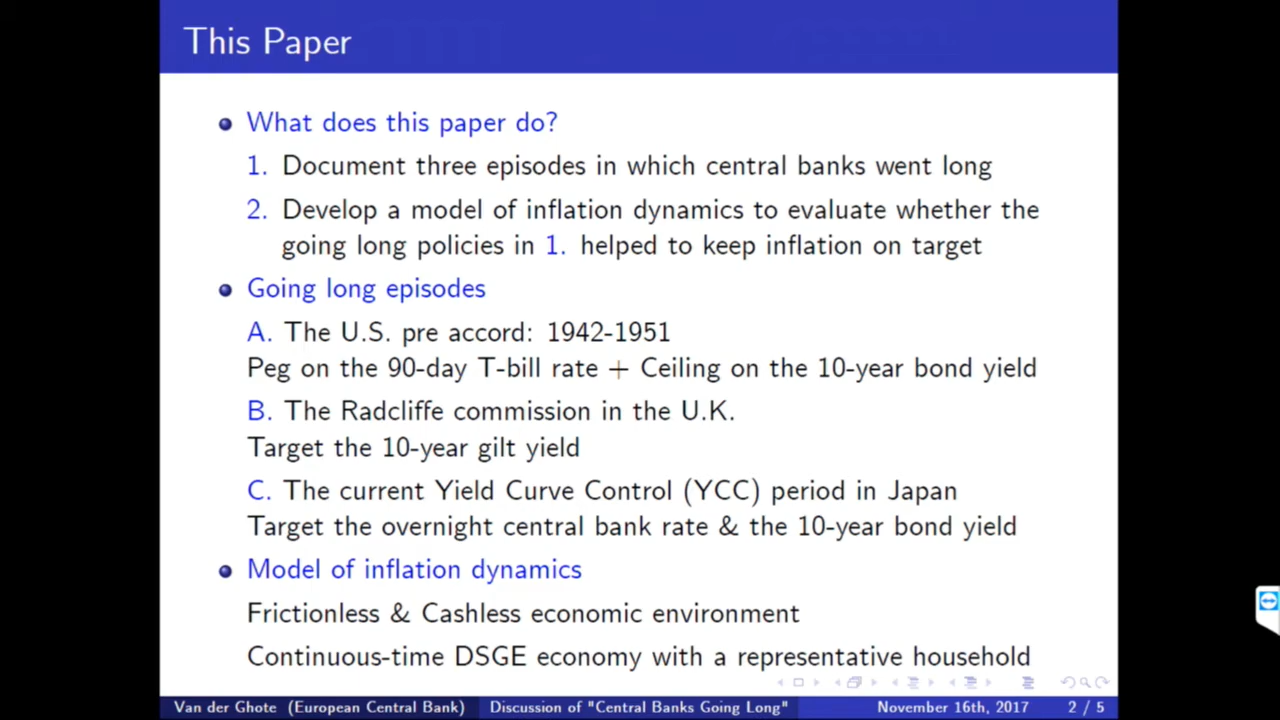 This Paper
What does this paper do?
1. Document three episodes in which central banks went long
2. Develop a model of inflation dynamics to evaluate whether the
going long policies in 1. helped to keep inflation on target
Going long episodes
A. The U.S. pre accord: 1942-1951
Peg on the 90-day T-bill rate + Ceiling on the 10-year bond yield
B. The Radcliffe commission in the U.K.
Target the 10-year gilt yield
C. The current Yield Curve Control (YCC) period in Japan
Target the overnight central bank rate & the 10-year bond yield
Model of inflation dynamics
Frictionless & Cashless economic environment
Continuous-time DSGE economy with a representative household
Van der Ghote (European Central Bank) Discussion of "Central Banks Going Long" November 16th, 2017 2 / 5